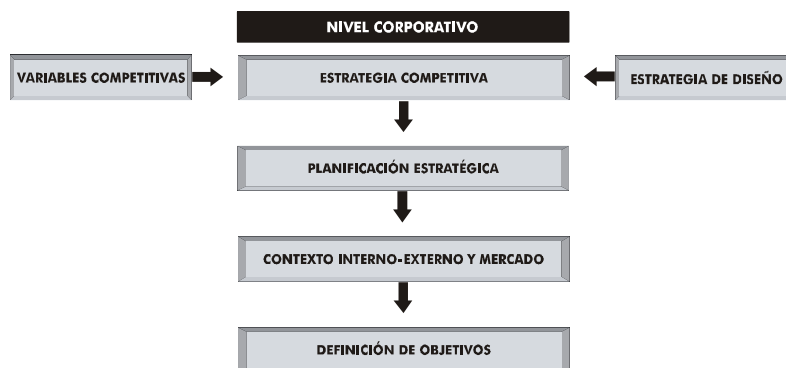 NIVEL CORPORATIVO
VARIABLES COMPETITIVAS
ESTRATEGIA COMPETITIVA
ESTRATEGIA DE DISEÑO
PLANIFICACIÓN ESTRATÉGICA
CONTEXTO INTERNO-EXTERNO Y MERCADO
DEFINICIÓN DE OBJETIVOS